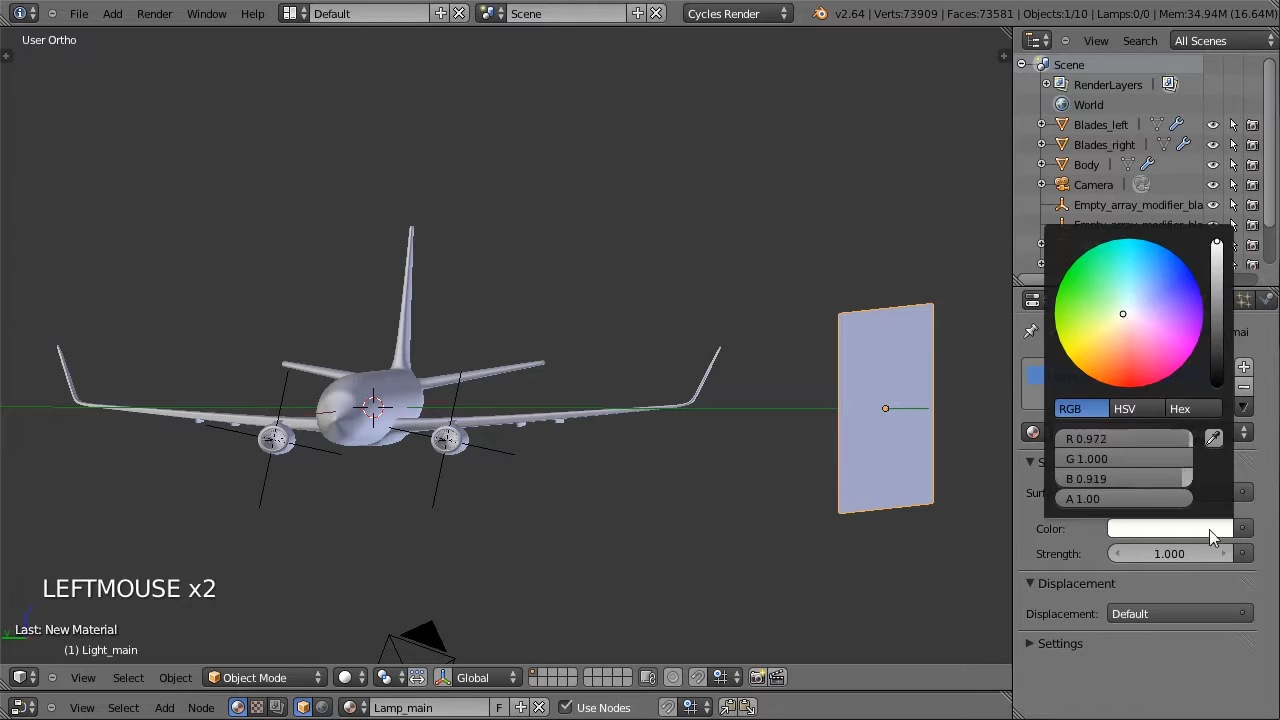 File Add Render Window Help Default Scene Cycles Render v2.64 | Verts:73909 | Faces:73581 | Objects:1/10 | Lamps:0/0 | Mem:34.94M (16.64M)
User Ortho
View Search All Scenes
Scene
RenderLayers
World
Blades_left
Blades_right
Body
Camera
Empty_array_modifier_bla
RGB HSV Hex
R 0.972
G 1.000
B 0.919
A 1.00
Color:
Strength: 1.000
Displacement
Displacement: Default
Settings
LEFTMOUSE x2
Last: New Material
(1) Light_main
View Select Object Object Mode Global
View Select Add Node Lamp_main F Use Nodes